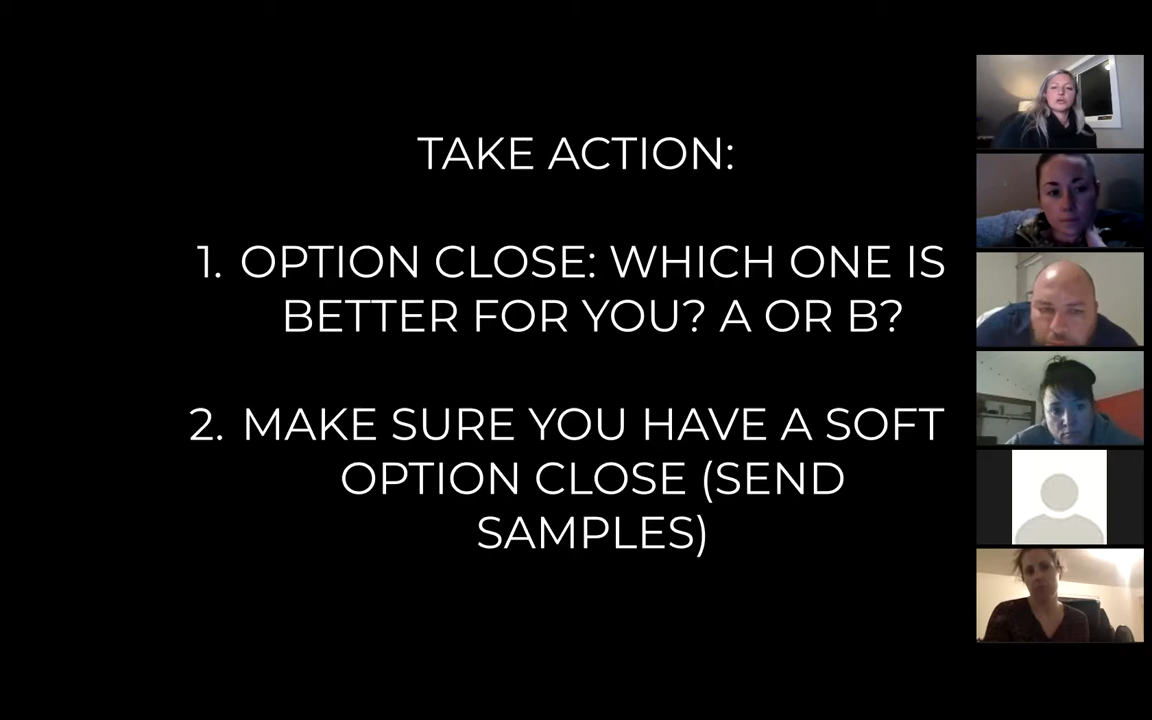 TAKE ACTION:
1. OPTION CLOSE: WHICH ONE IS
BETTER FOR YOU? A OR B?
2. MAKE SURE YOU HAVE A SOFT
OPTION CLOSE (SEND
SAMPLES)